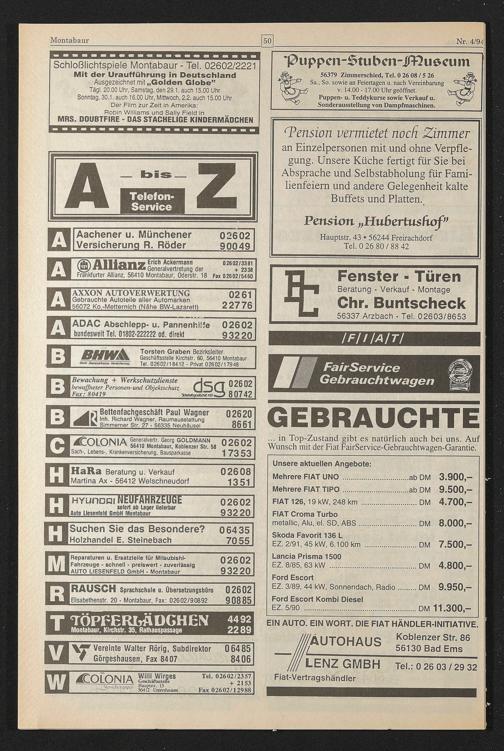 Montabaur
50
Nr. 4/94
Schloßlichtspiele Montabaur - Tel. 02602/2221
Mit der Uraufführung in Deutschland
Ausgezeichnet mit „Golden Globe"
Tägl. 20.00 Uhr, Samstag, den 29.1. auch 15.00 Uhr
Sonntag, 30.1. auch 16.00 Uhr, Mittwoch, 2.2. auch 15.00 Uhr
Der Film zur Zeit in Amerika:
Robin Williams und Sally Field in
MRS. DOUBTFIRE - DAS STACHELIGE KINDERMÄDCHEN
A — bis — Z
Telefon-
Service
A Aachener u. Münchener 02602
Versicherung R. Röder 90049
A Allianz Erich Ackermann 02602/3381
Generalvertretung der + 2338
Frankfurter Allianz, 56410 Montabaur, Oderstr. 18 Fax 02602/5460
A AXXON AUTOVERWERTUNG 0261
Gebrauchte Autoteile aller Automarken
56072 Ko.-Metternich (Nähe BW-Lazarett) 22776
A ADAC Abschlepp- u. Pannenhilfe 02602
bundesweit Tel. 01802-222222 od. direkt 93220
B BHW Torsten Graben Bezirksleiter
Geschäftsstelle Kirchstr. 60, 56410 Montabaur
Tel. 02602/18412 - Privat 02602/17948
B Bewachung + Werkschutzdienste
bewaffneter Personen-und Objektschutz dsg 02602
Fax: 80419 80742
B Bettenfachgeschäft Paul Wagner 02620
Inh. Richard Wagner, Raumausstattung
Simmerner Str. 27 - 56335 Neuhäusel 8661
C COLONIA Generalvertr. Georg GOLDMANN 02602
56410 Montabaur, Koblenzer Str. 58
Sach-, Lebens-, Krankenversicherung, Bausparkasse 17353
H HaRa Beratung u. Verkauf 02608
Martina Ax - 56412 Welschneudorf 1351
H HYUNDAI NEUFAHRZEUGE 02602
sofort ab Lager lieferbar
Auto Liesenfeld GmbH Montabaur 93220
H Suchen Sie das Besondere? 06435
Holzhandel E. Steinebach 7055
M Reparaturen u. Ersatzteile für Mitsubishi- 02602
Fahrzeuge - schnell - preiswert - zuverlässig
AUTO LIESENFELD GmbH - Montabaur 93220
R RAUSCH Sprachschule u. Übersetzungsbüro 02602
Elisabethenstr. 20 - Montabaur, Fax: 02602/90892 90885
T TÖPFERLÄDCHEN 4492
Montabaur, Kirchstr. 35, Rathauspassage 2289
V Vereinte Walter Rörig, Subdirektor 06485
Görgeshausen, Fax 8407 8406
W COLONIA Willi Wirges Tel. 02602/2357
Geschäftsstelle + 2153
56412 Untershausen Fax 02602/12988
Puppen-Stuben-Museum
56379 Zimmerschied, Tel. 0 26 08 / 5 26
Sa., So. sowie an Feiertagen u. nach Vereinbarung
v. 14.00 - 17.00 Uhr geöffnet.
Puppen- u. Teddykurse sowie Verkauf u.
Sonderausstellung von Dampfmaschinen.
Pension vermietet noch Zimmer
an Einzelpersonen mit und ohne Verpfle-
gung. Unsere Küche fertigt für Sie bei
Absprache und Selbstabholung für Fami-
lienfeiern und andere Gelegenheit kalte
Buffets und Platten.
Pension „Hubertushof"
Hauptstr. 43 • 56244 Freirachdorf
Tel. 0 26 80 / 88 42
Fenster - Türen
Beratung - Verkauf - Montage
Chr. Buntscheck
56337 Arzbach - Tel. 02603/8653
FIAT
FairService
Gebrauchtwagen
GEBRAUCHTE
... in Top-Zustand gibt es natürlich auch bei uns. Auf
Wunsch mit der Fiat FairService-Gebrauchtwagen-Garantie.
Unsere aktuellen Angebote:
Mehrere FIAT UNO ab DM 3.900,–
Mehrere FIAT TIPO ab DM 9.500,–
FIAT 126, 19 kW, 248 km DM 4.700,–
FIAT Croma Turbo
metallic, Alu, el. SD, ABS DM 8.000,–
Skoda Favorit 136 L
EZ. 2/91, 45 kW, 6.100 km DM 7.500,–
Lancia Prisma 1500
EZ. 8/85, 63 kW DM 4.800,–
Ford Escort
EZ. 3/89, 44 kW, Sonnendach, Radio DM 9.950,–
Ford Escort Kombi Diesel
EZ. 5/90 DM 11.300,–
EIN AUTO. EIN WORT. DIE FIAT HÄNDLER-INITIATIVE.
AUTOHAUS Koblenzer Str. 86
56130 Bad Ems
LENZ GMBH Tel.: 0 26 03 / 29 32
Fiat-Vertragshändler